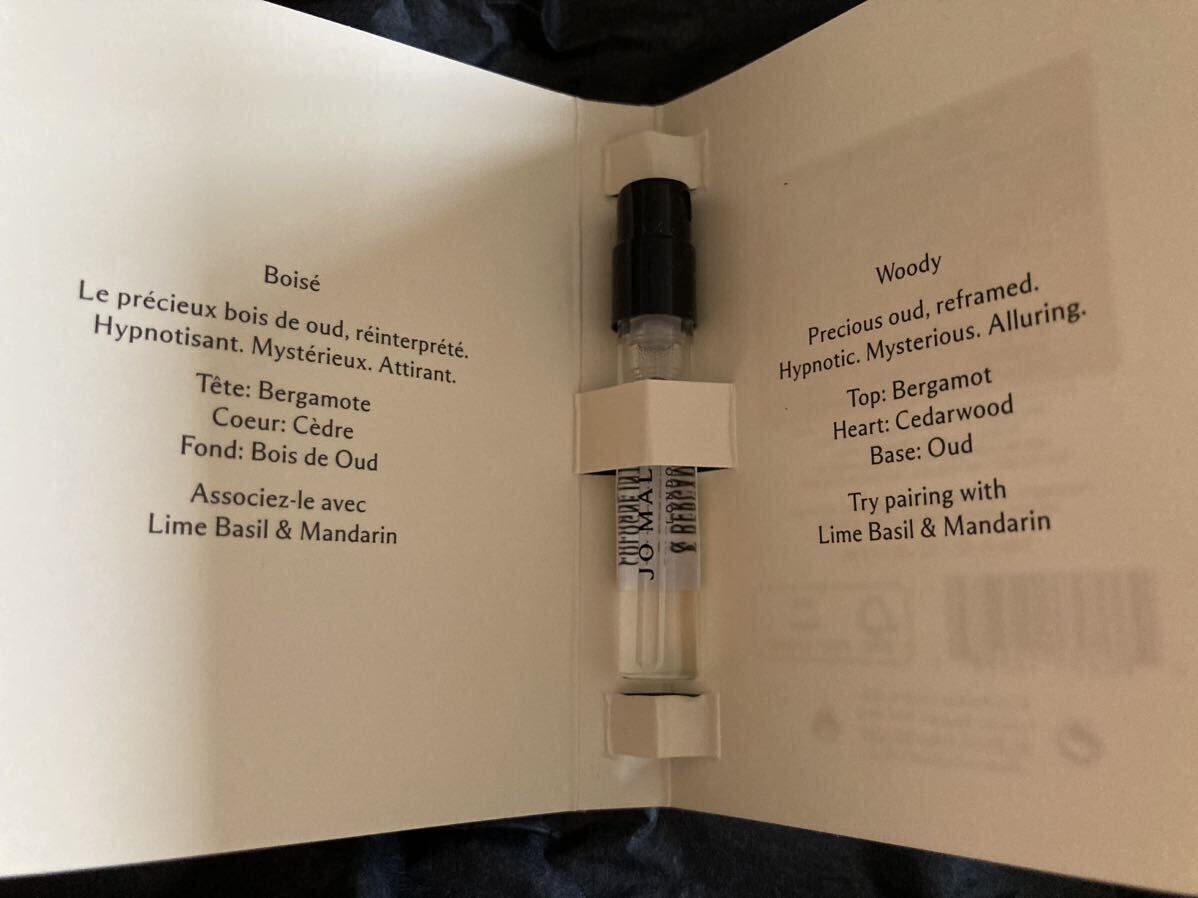 Boisé
Le précieux bois de oud, réinterprété.
Hypnotisant. Mystérieux. Attirant.
Tête: Bergamote
Coeur: Cèdre
Fond: Bois de Oud
Associez-le avec
Lime Basil & Mandarin
JO MAL
Woody
Precious oud, reframed.
Hypnotic. Mysterious. Alluring.
Top: Bergamot
Heart: Cedarwood
Base: Oud
Try pairing with
Lime Basil & Mandarin